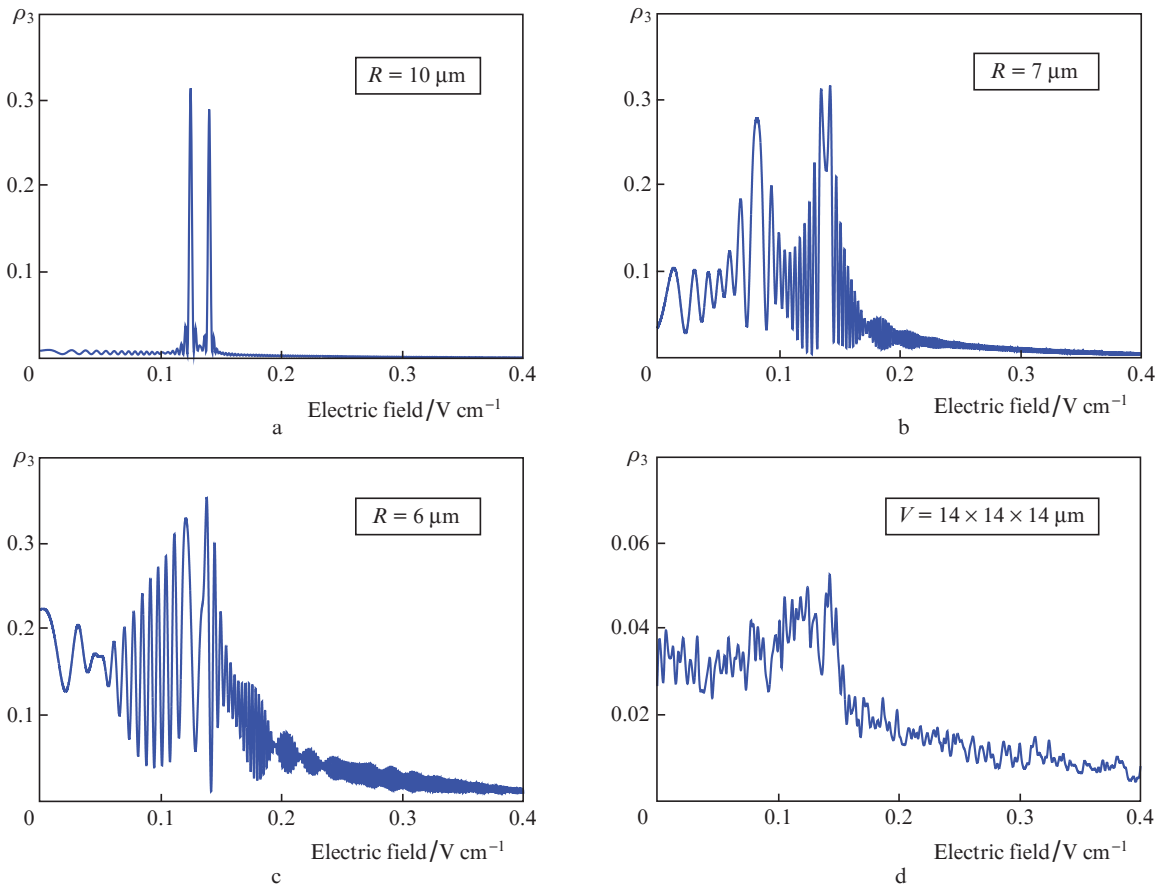 ρ₃
R = 10 μm
0.3
0.2
0.1
0
0.1
0.2
0.3
0.4
Electric field/V cm⁻¹
a
ρ₃
R = 7 μm
0.3
0.2
0.1
0
0.1
0.2
0.3
0.4
Electric field/V cm⁻¹
b
ρ₃
R = 6 μm
0.3
0.2
0.1
0
0.1
0.2
0.3
0.4
Electric field/V cm⁻¹
c
ρ₃
V = 14 × 14 × 14 μm
0.06
0.04
0.02
0
0.1
0.2
0.3
0.4
Electric field/V cm⁻¹
d